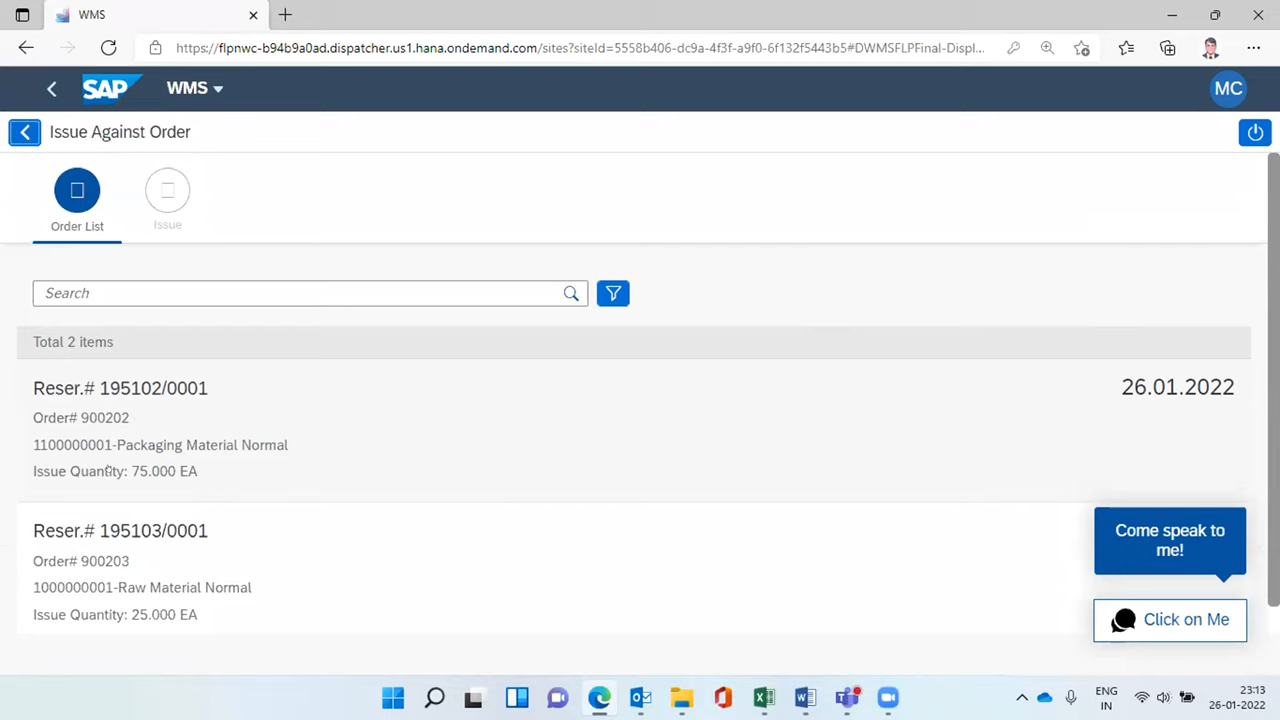 WMS
https://flpnwc-b94b9a0ad.dispatcher.us1.hana.ondemand.com/sites?siteId=5558b406-dc9a-4f3f-a9f0-6f132f5443b5#DWMSFLPFinal-Displ...
SAP WMS MC
Issue Against Order
Order List Issue
Search
Total 2 items
Reser.# 195102/0001 26.01.2022
Order# 900202
1100000001-Packaging Material Normal
Issue Quantity: 75.000 EA
Reser.# 195103/0001
Order# 900203
1000000001-Raw Material Normal
Issue Quantity: 25.000 EA
Come speak to
me!
Click on Me
ENG
IN
23:13
26-01-2022